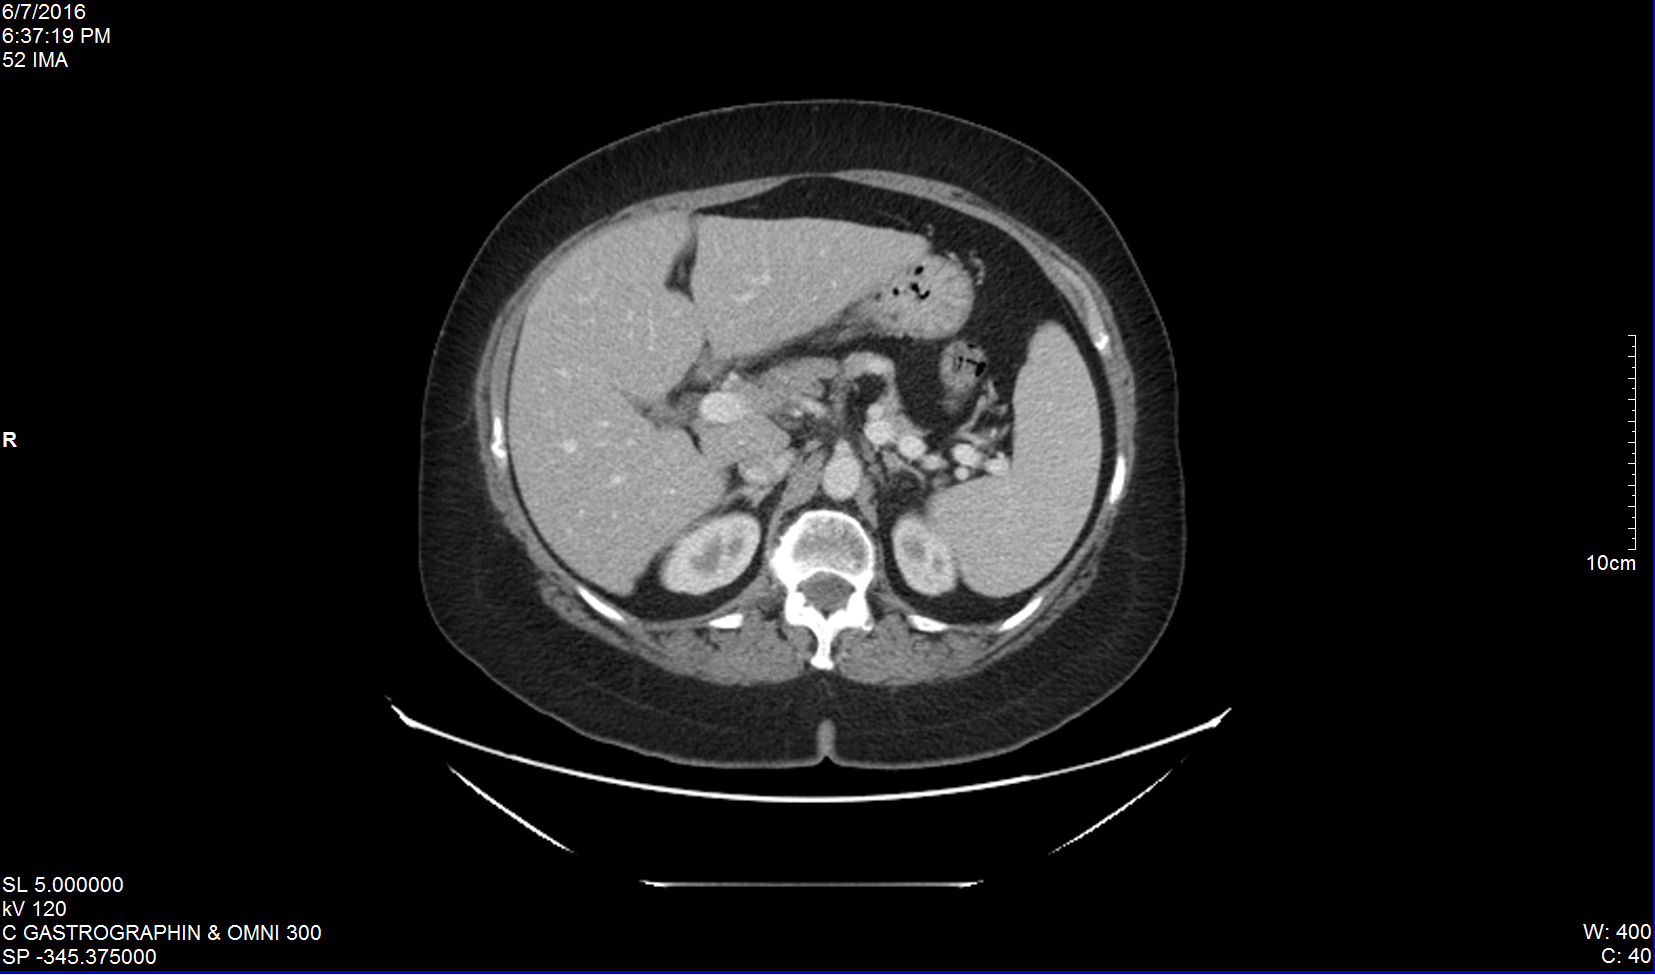 6/7/2016
6:37:19 PM
52 IMA
R
10cm
SL 5.000000
kV 120
C GASTROGRAPHIN & OMNI 300
SP -345.375000
W: 400
C: 40